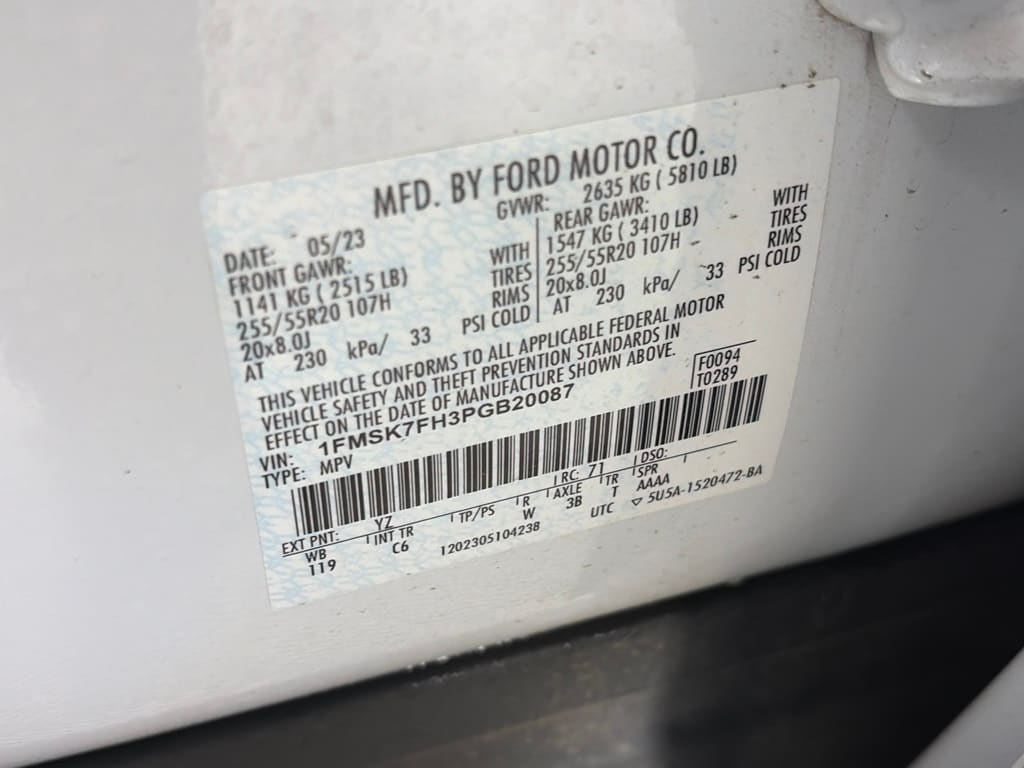 MFD. BY FORD MOTOR CO.
DATE: 05/23 GVWR: 2635 KG ( 5810 LB)
FRONT GAWR: WITH REAR GAWR: WITH
1141 KG ( 2515 LB) TIRES 1547 KG ( 3410 LB) TIRES
255/55R20 107H RIMS 255/55R20 107H RIMS
20x8.0J PSI COLD 20x8.0J PSI COLD
AT 230 kPa/ 33 AT 230 kPa/ 33
THIS VEHICLE CONFORMS TO ALL APPLICABLE FEDERAL MOTOR
VEHICLE SAFETY AND THEFT PREVENTION STANDARDS IN
EFFECT ON THE DATE OF MANUFACTURE SHOWN ABOVE.
VIN: 1FMSK7FH3PGB20087 F0094
TYPE: MPV T0289
EXT PNT: YZ RC: 71 DSO:
WB INT TR TP/PS R AXLE TR SPR
119 C6 W 3B T AAAA
1202305104238 UTC ▽ 5U5A-1520472-BA